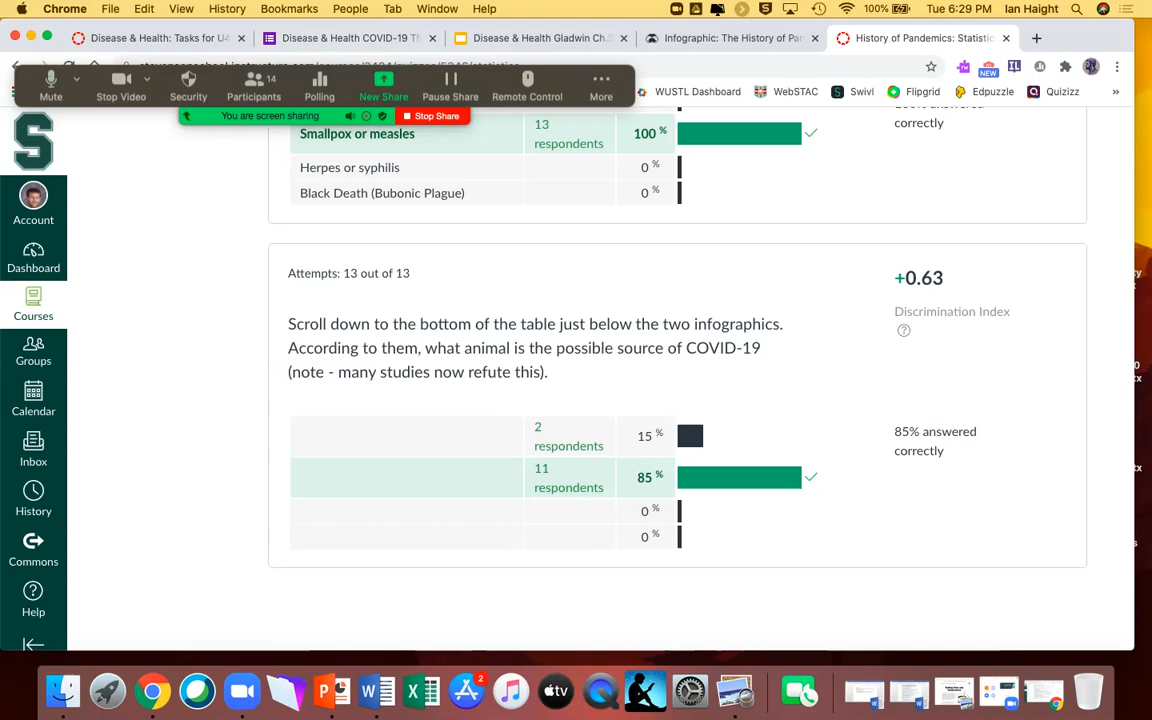 Chrome File Edit View History Bookmarks People Tab Window Help 100% Tue 6:29 PM Ian Haight
Disease & Health: Tasks for U4 Disease & Health COVID-19 Th Disease & Health Gladwin Ch. Infographic: The History of Pan History of Pandemics: Statistic
NEW
Mute Stop Video Security Participants 14 Polling New Share Pause Share Remote Control More
WUSTL Dashboard WebSTAC Swivl Flipgrid Edpuzzle Quizizz »
You are screen sharing Stop Share
answered
correctly
Smallpox or measles 13 respondents 100 %
Herpes or syphilis 0 %
Black Death (Bubonic Plague) 0 %
Account
Dashboard
Courses
Groups
Calendar
Inbox
History
Commons
Help
Attempts: 13 out of 13
+0.63
Discrimination Index
Scroll down to the bottom of the table just below the two infographics.
According to them, what animal is the possible source of COVID-19
(note - many studies now refute this).
2 respondents 15 %
11 respondents 85 %
0 %
0 %
85% answered
correctly
2